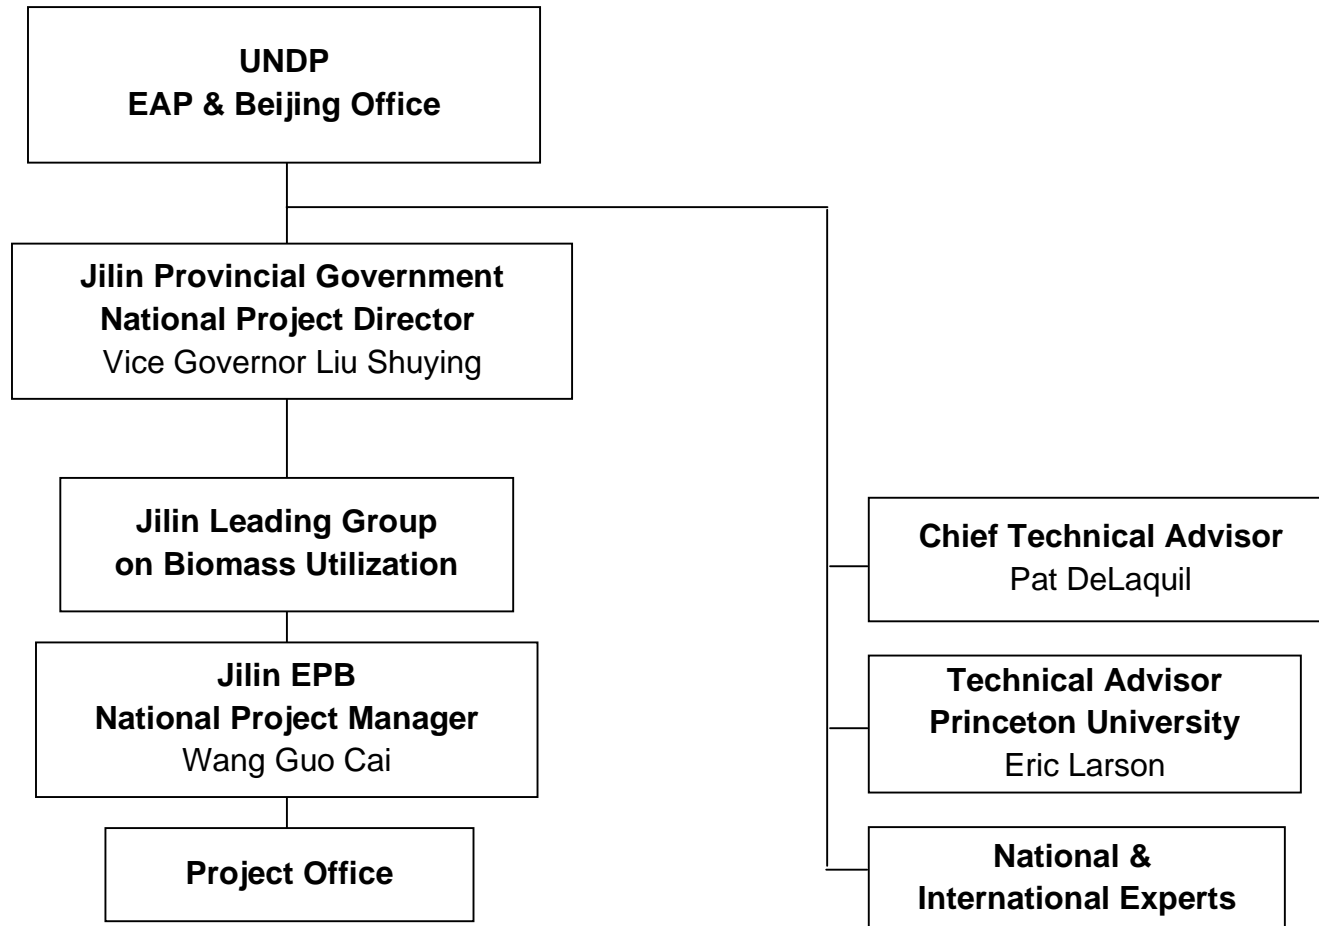 UNDP
EAP & Beijing Office
Jilin Provincial Government
National Project Director
Vice Governor Liu Shuying
Jilin Leading Group
on Biomass Utilization
Jilin EPB
National Project Manager
Wang Guo Cai
Project Office
Chief Technical Advisor
Pat DeLaquil
Technical Advisor
Princeton University
Eric Larson
National &
International Experts